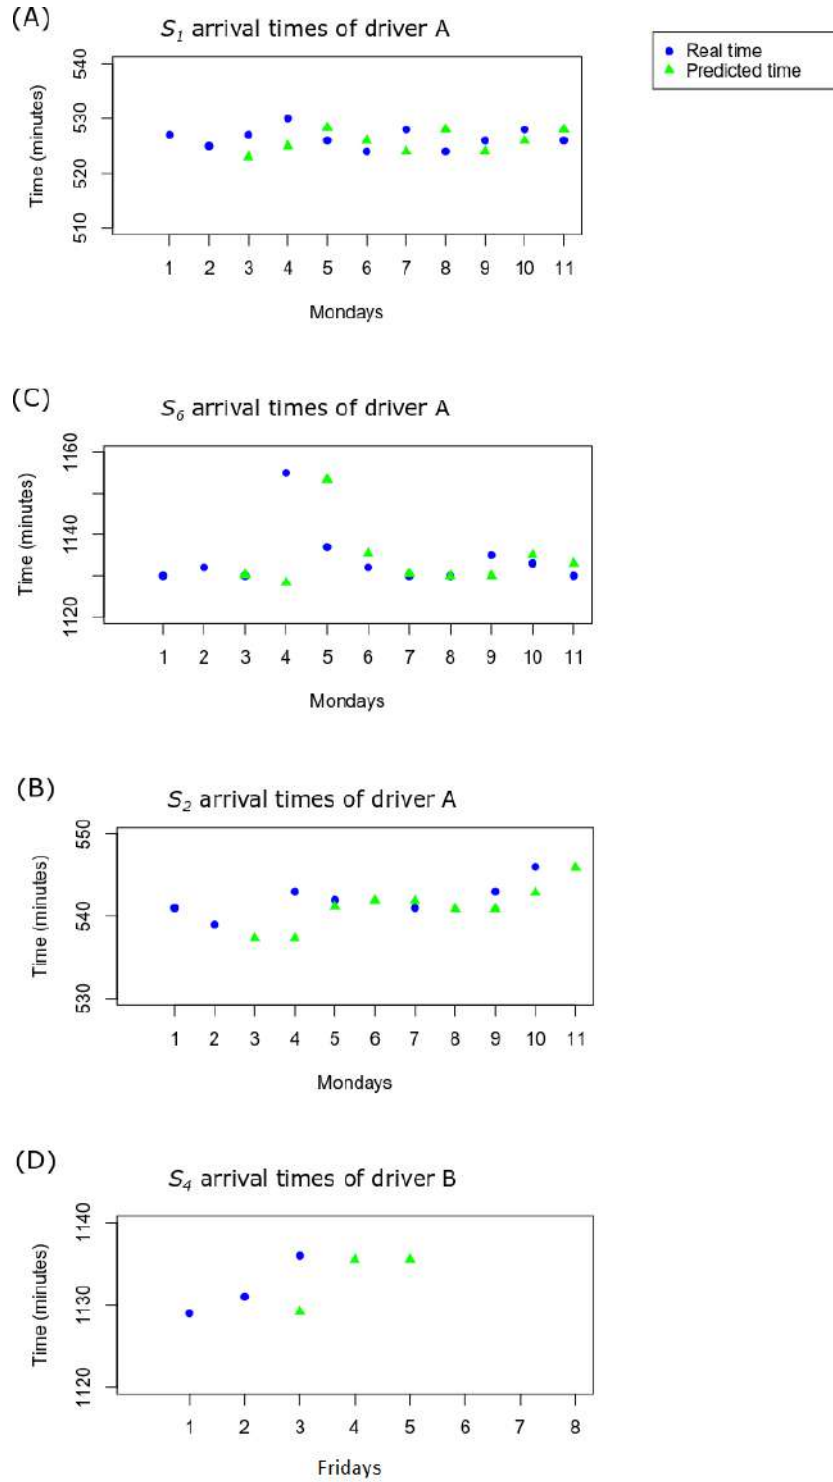 (A)
S1 arrival times of driver A
Real time
Predicted time
540
530
520
510
Time (minutes)
1 2 3 4 5 6 7 8 9 10 11
Mondays
(C)
S6 arrival times of driver A
1160
1140
1120
Time (minutes)
1 2 3 4 5 6 7 8 9 10 11
Mondays
(B)
S2 arrival times of driver A
550
540
530
Time (minutes)
1 2 3 4 5 6 7 8 9 10 11
Mondays
(D)
S4 arrival times of driver B
1140
1130
1120
Time (minutes)
1 2 3 4 5 6 7 8
Fridays